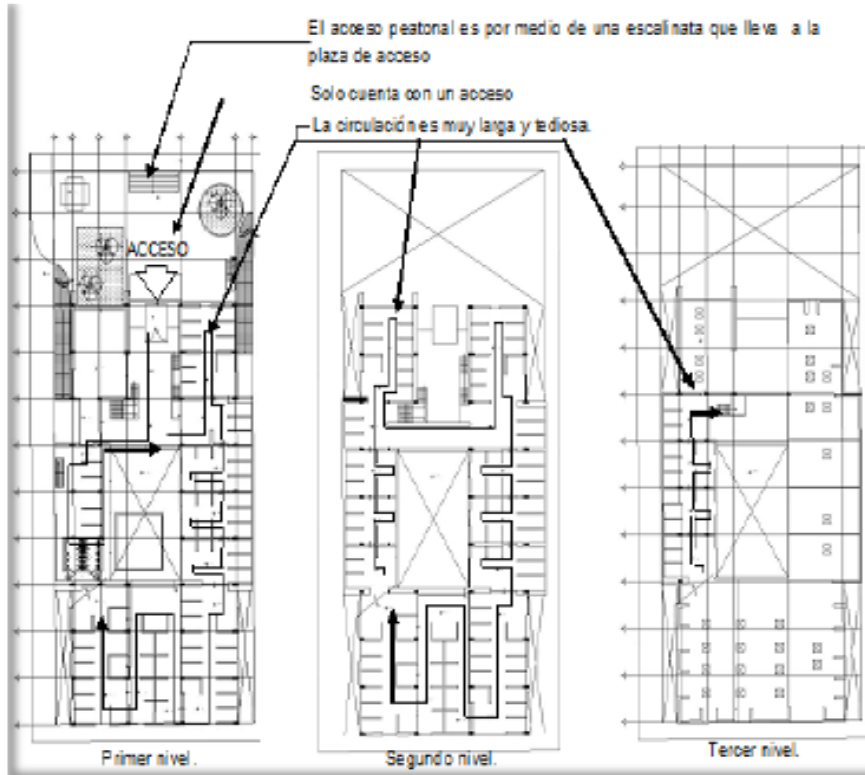 El acceso peatonal es por medio de una escalinata que lleva a la
plaza de acceso
Solo cuenta con un acceso
La circulación es muy larga y tediosa.
ACCESO
Primer nivel.
Segundo nivel.
Tercer nivel.